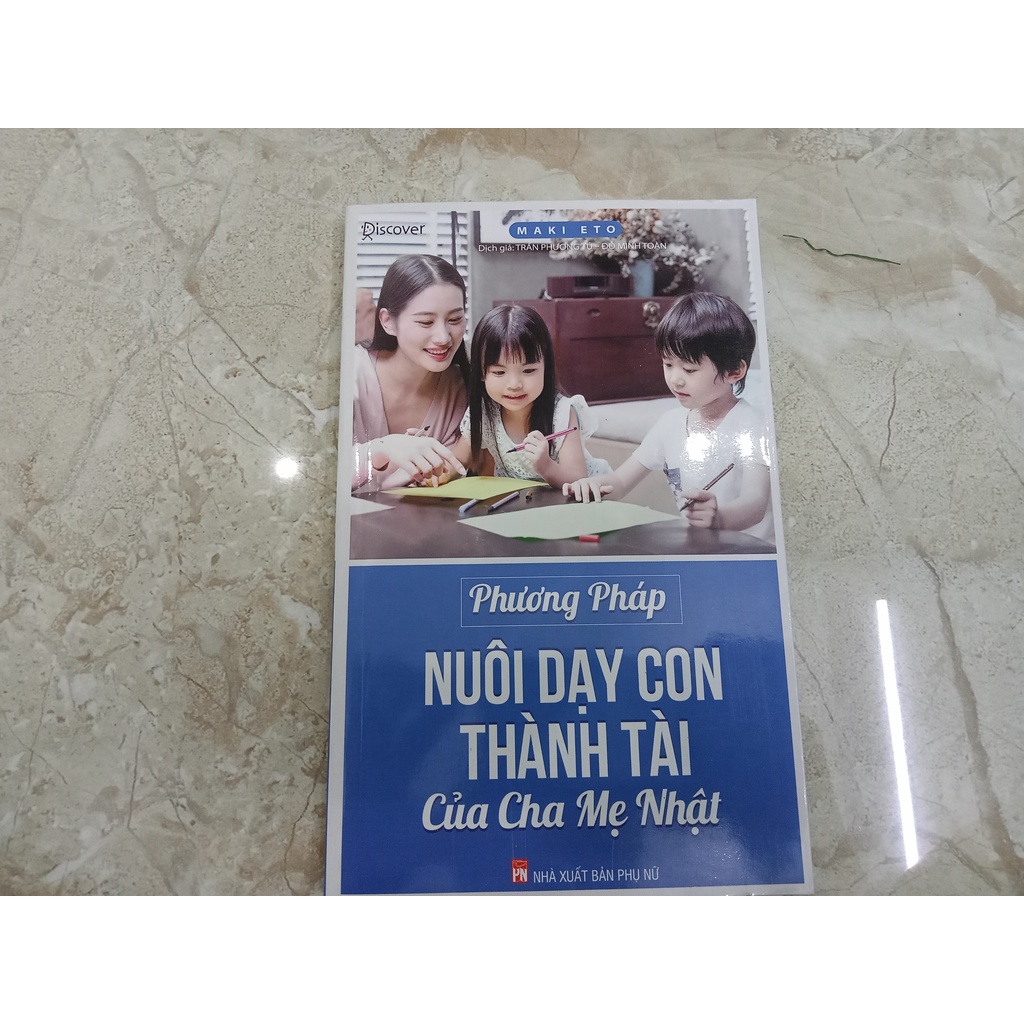 Discover
MAKI ETO
Dịch giả: TRẦN PHƯƠNG TÚ - ĐỖ MINH TOÀN
Phương Pháp
NUÔI DẠY CON
THÀNH TÀI
Của Cha Mẹ Nhật
PN NHÀ XUẤT BẢN PHỤ NỮ